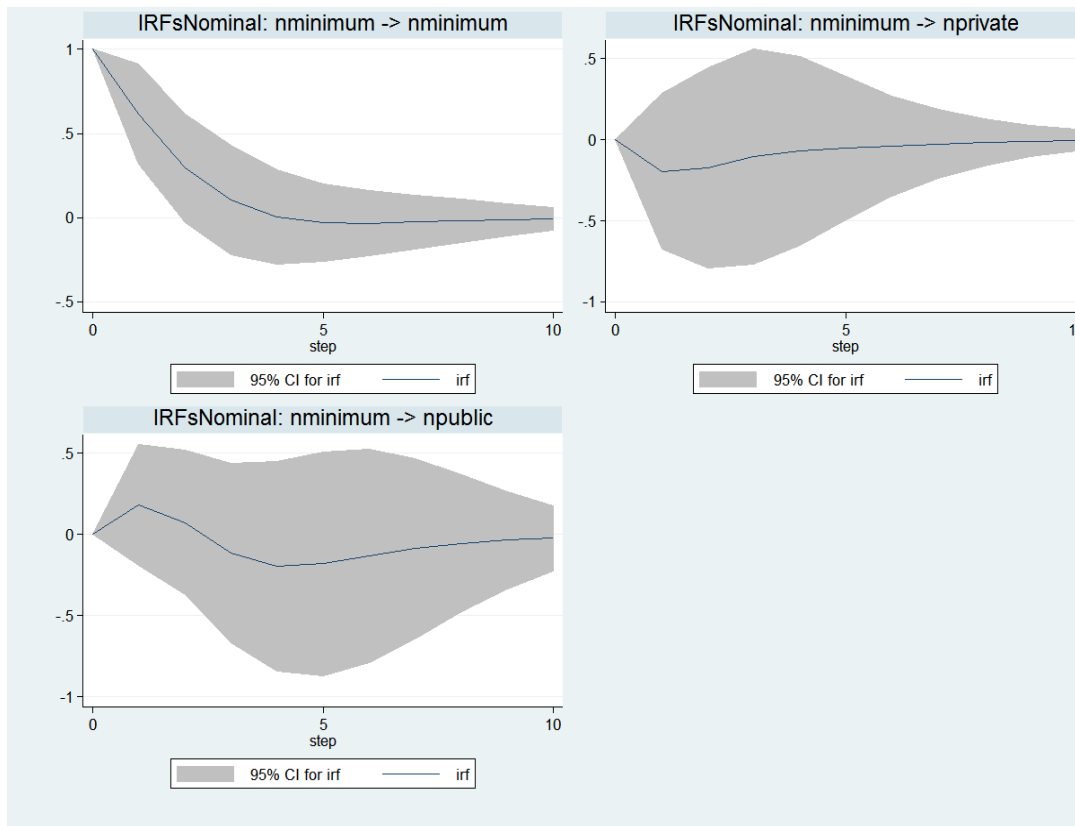 IRFsNominal: nminimum -> nminimum
1
.5
0
-.5
0 5 10
step
95% CI for irf irf
IRFsNominal: nminimum -> nprivate
.5
0
-.5
-1
0 5 1
step
95% CI for irf irf
IRFsNominal: nminimum -> npublic
.5
0
-.5
-1
0 5 10
step
95% CI for irf irf